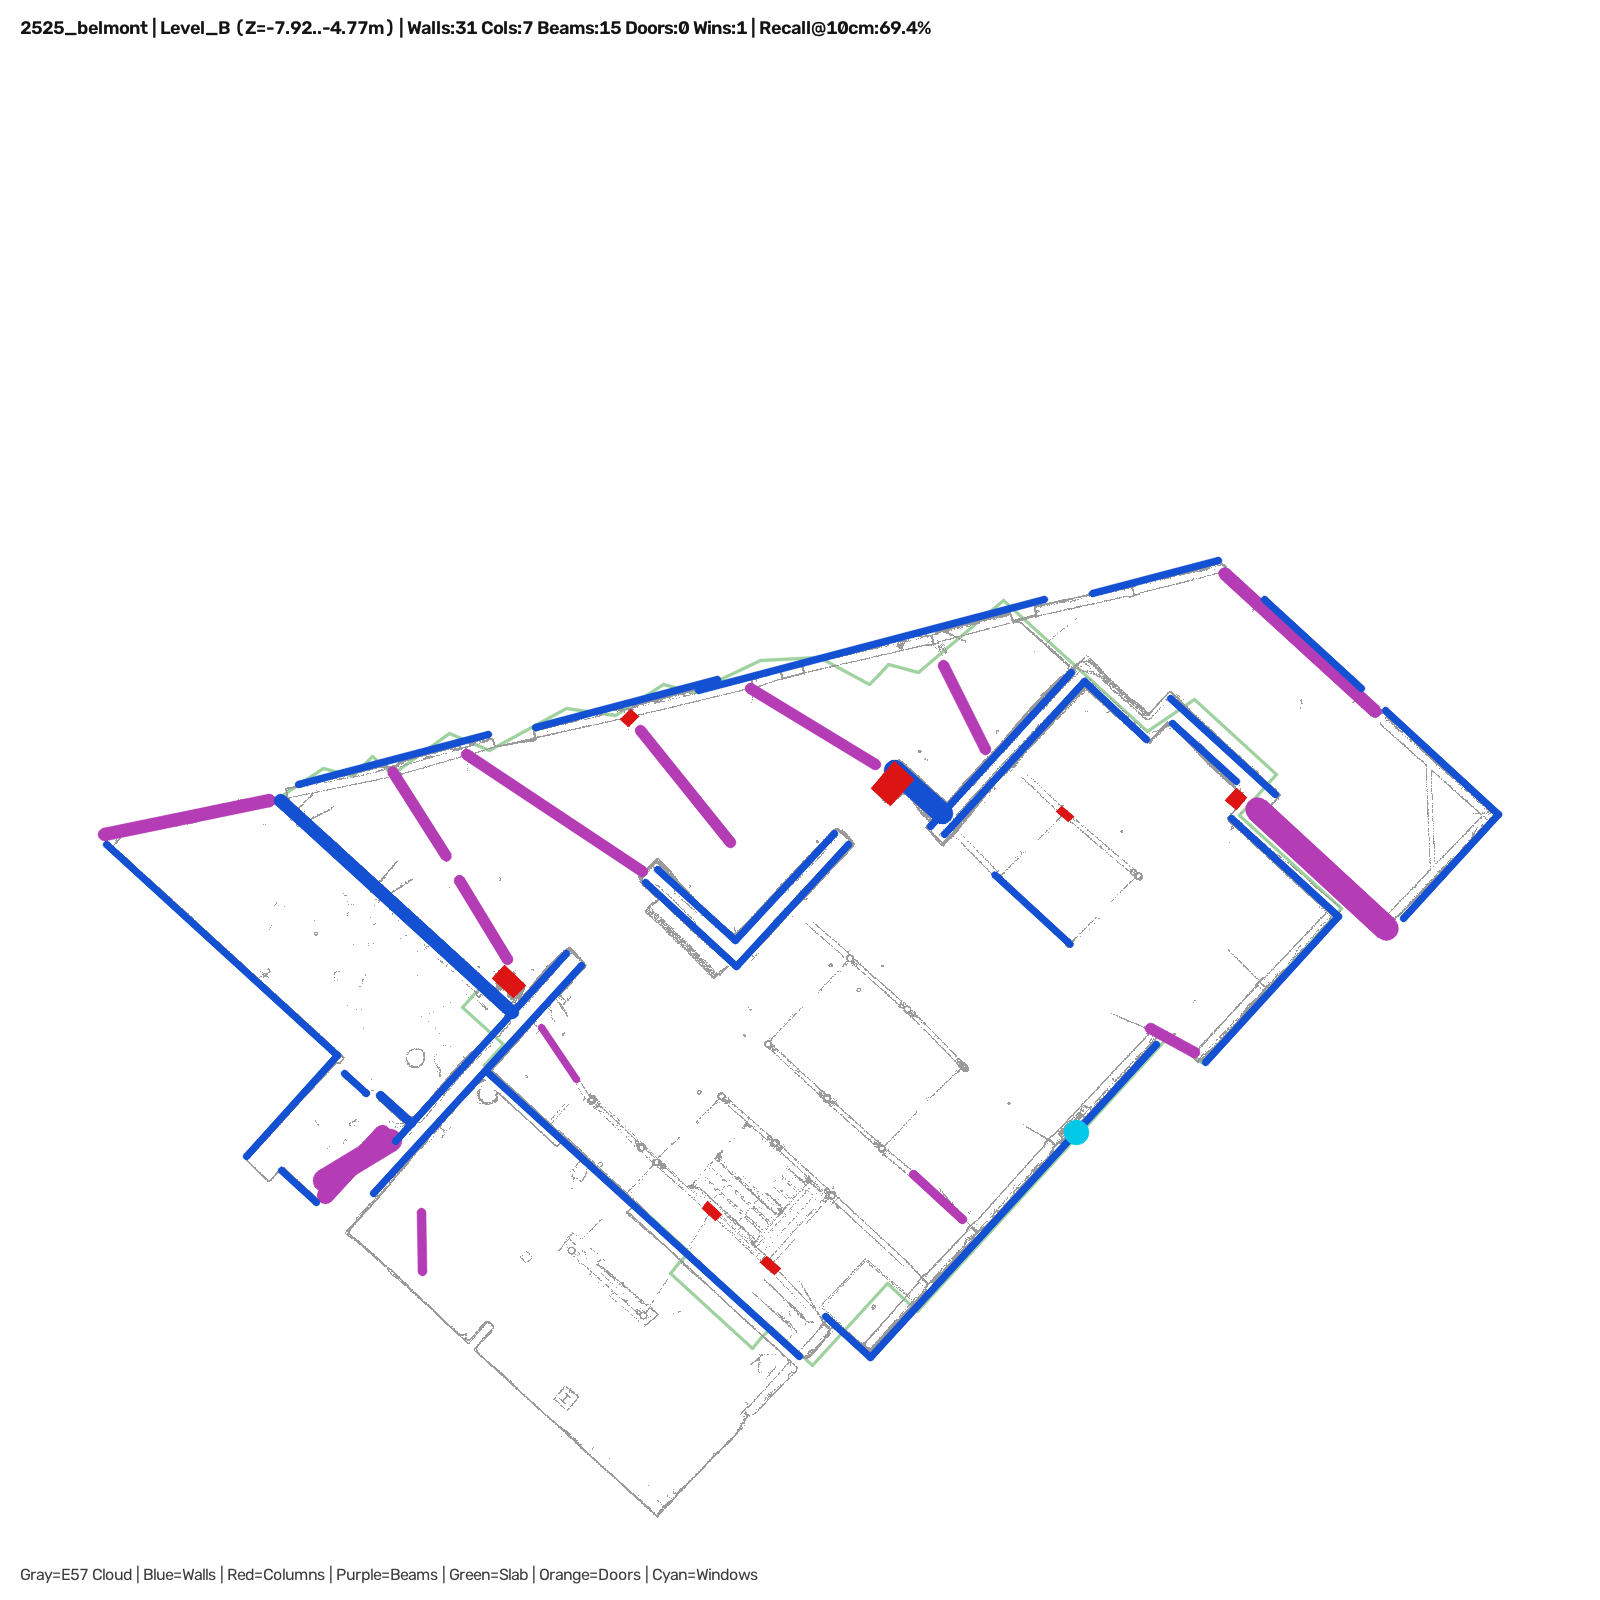 2525_belmont | Level_B (Z=-7.92..-4.77m) | Walls:31 Cols:7 Beams:15 Doors:0 Wins:1 | Recall@10cm:69.4%
Gray=E57 Cloud | Blue=Walls | Red=Columns | Purple=Beams | Green=Slab | Orange=Doors | Cyan=Windows